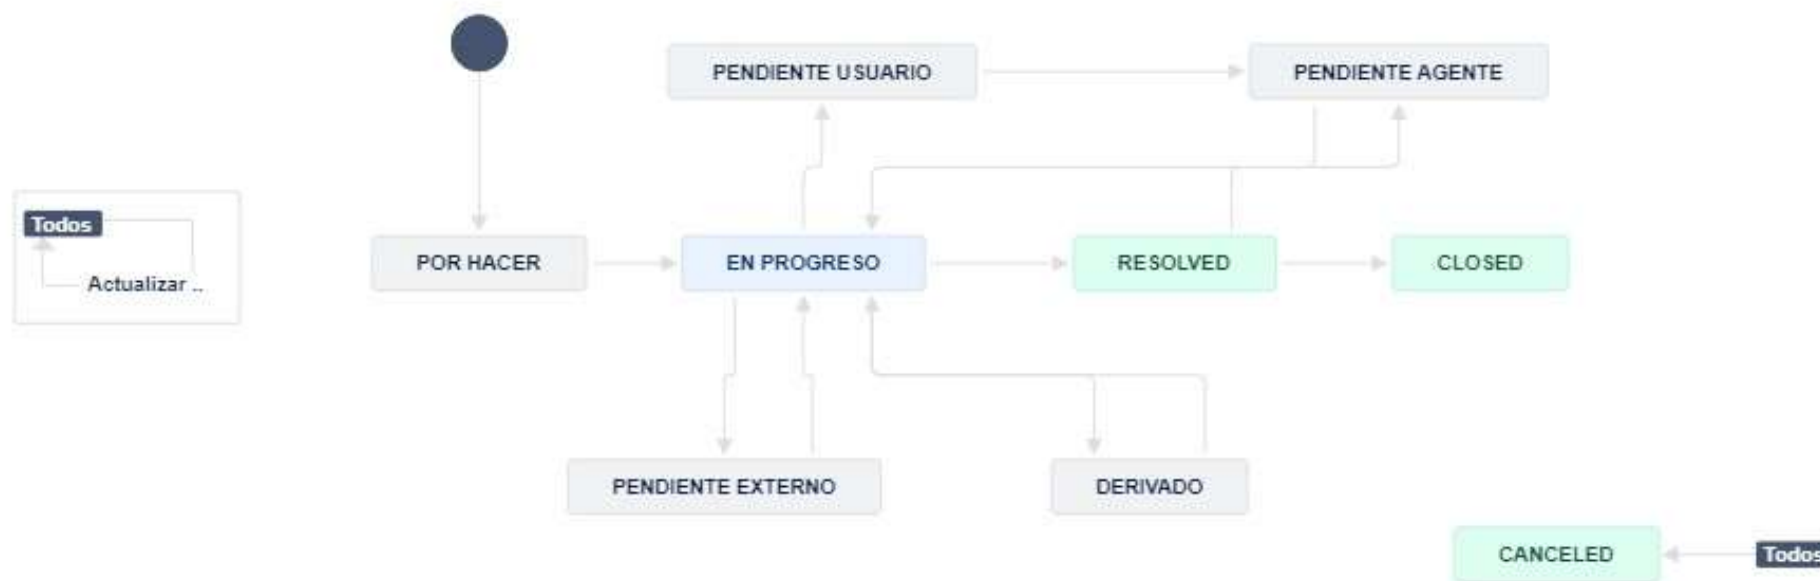 PENDIENTE USUARIO
PENDIENTE AGENTE
Todos
Actualizar ..
POR HACER
EN PROGRESO
RESOLVED
CLOSED
PENDIENTE EXTERNO
DERIVADO
CANCELED
Todos